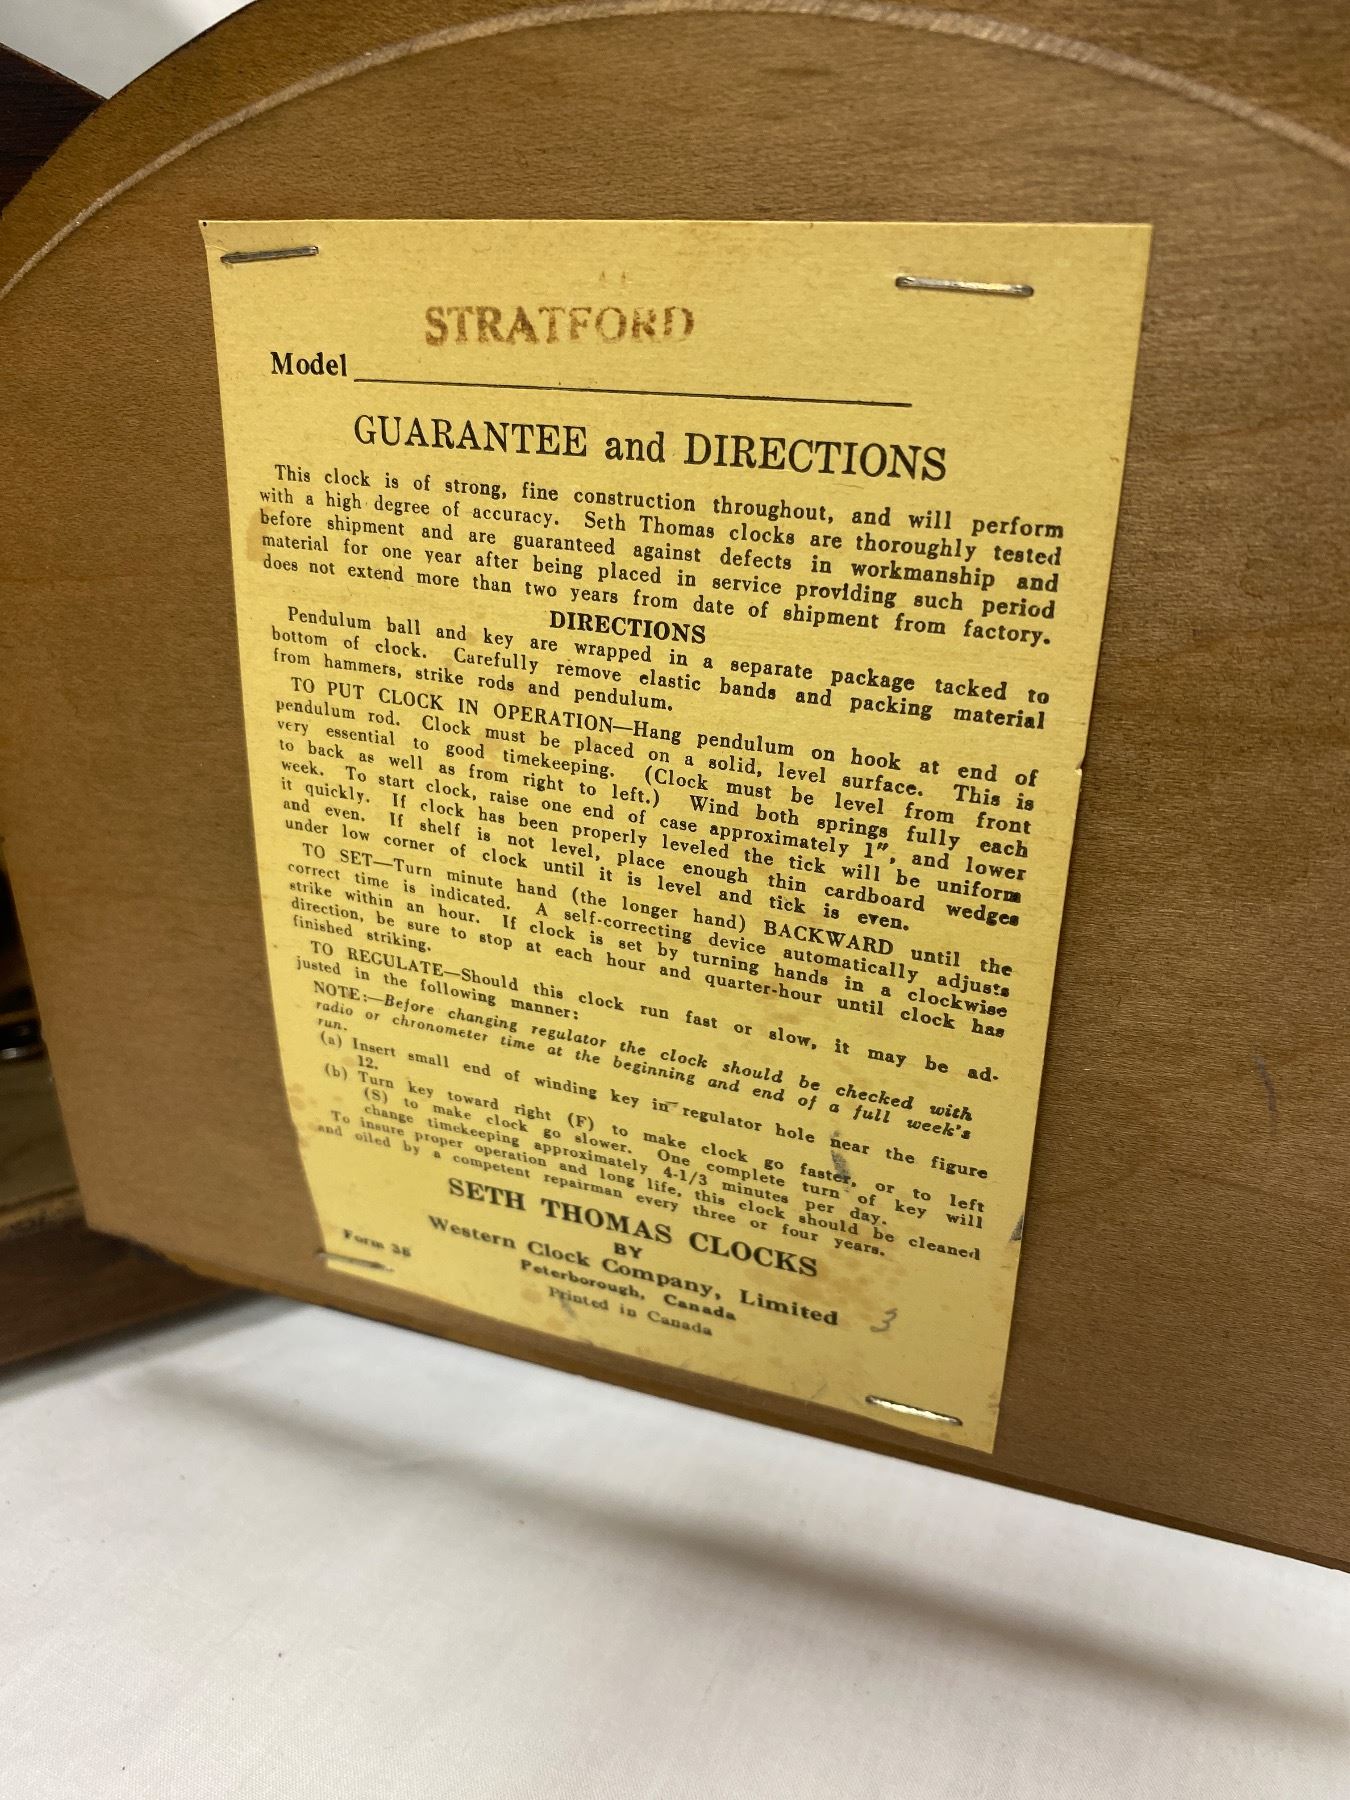 STRATFORD
Model
GUARANTEE and DIRECTIONS
This clock is of strong, fine construction throughout, and will perform
with a high degree of accuracy. Seth Thomas clocks are thoroughly tested
before shipment and are guaranteed against defects in workmanship and
material for one year after being placed in service providing such period
does not extend more than two years from date of shipment from factory.
DIRECTIONS
Pendulum ball and key are wrapped in a separate package tacked to
bottom of clock. Carefully remove elastic bands and packing material
from hammers, strike rods and pendulum.
TO PUT CLOCK IN OPERATION—Hang pendulum on hook at end of
pendulum rod. Clock must be placed on a solid, level surface. This is
very essential to good timekeeping. (Clock must be level from front
to back as well as from right to left.) Wind both springs fully each
week. To start clock, raise one end of case approximately 1", and lower
it quickly. If clock has been properly leveled the tick will be uniform
and even. If shelf is not level, place enough thin cardboard wedges
under low corner of clock until it is level and tick is even.
TO SET—Turn minute hand (the longer hand) BACKWARD until the
correct time is indicated. A self-correcting device automatically adjusts
strike within an hour. If clock is set by turning hands in a clockwise
direction, be sure to stop at each hour and quarter-hour until clock has
finished striking.
TO REGULATE—Should this clock run fast or slow, it may be ad-
justed in the following manner:
NOTE:—Before changing regulator the clock should be checked with
radio or chronometer time at the beginning and end of a full week's
run.
(a) Insert small end of winding key in regulator hole near the figure
12.
(b) Turn key toward right (F) to make clock go faster, or to left
(S) to make clock go slower. One complete turn of key will
change timekeeping approximately 4-1/3 minutes per day.
To insure proper operation and long life, this clock should be cleaned
and oiled by a competent repairman every three or four years.
SETH THOMAS CLOCKS
BY
Western Clock Company, Limited
Peterborough, Canada
Printed in Canada
Form 38
3